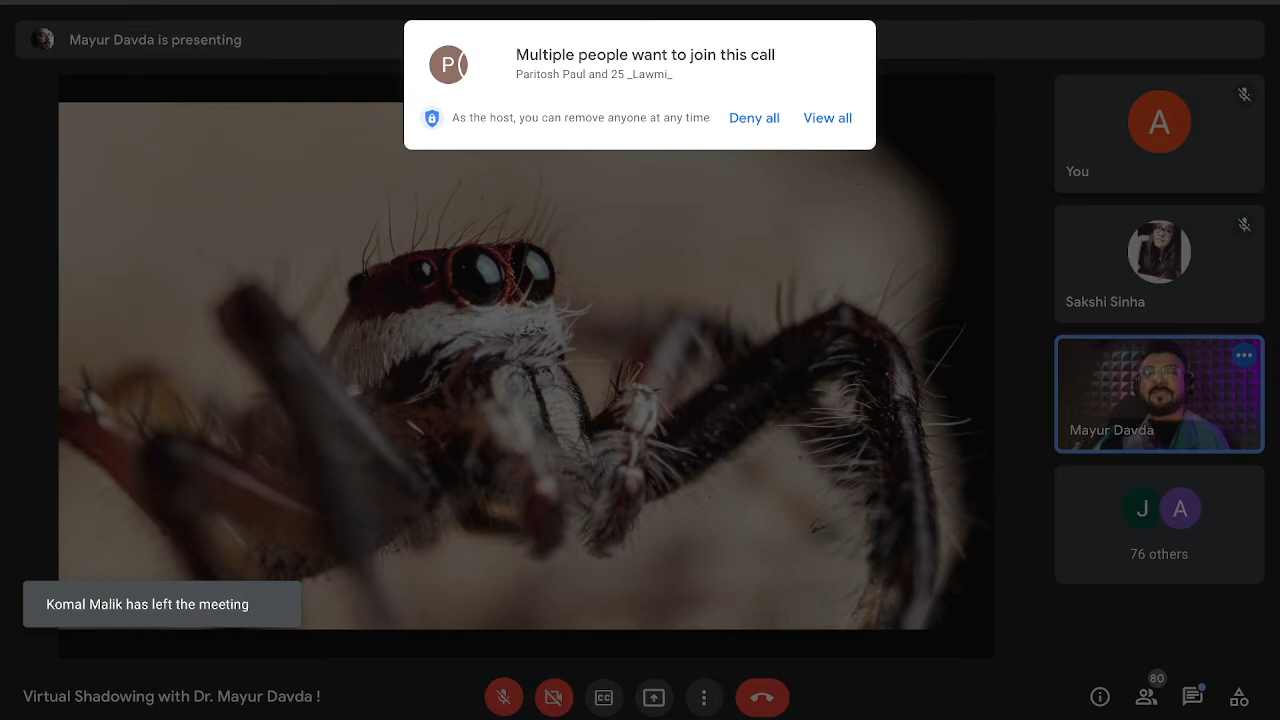 Mayur Davda is presenting
P(
Multiple people want to join this call
Paritosh Paul and 25 _Lawmi_
As the host, you can remove anyone at any time
Deny all
View all
A
You
Sakshi Sinha
Mayur Davda
J
A
76 others
Komal Malik has left the meeting
Virtual Shadowing with Dr. Mayur Davda !
CC
80